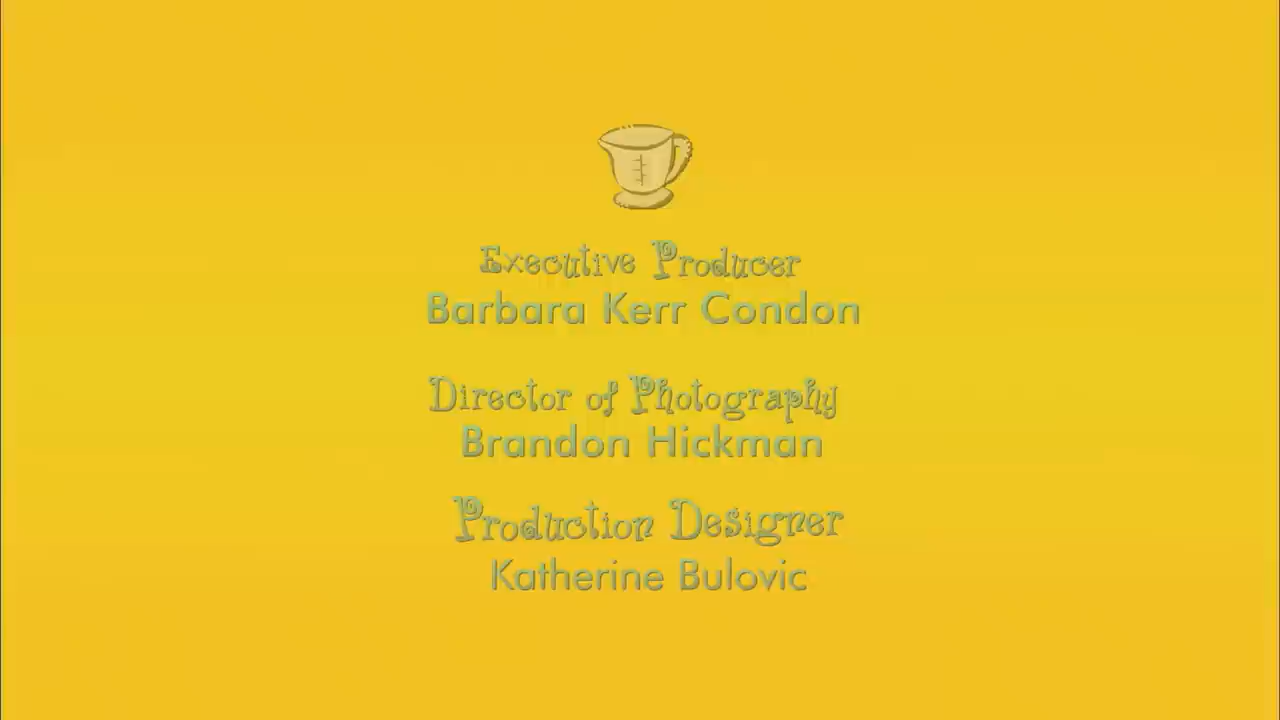 Executive Producer
Barbara Kerr Condon
Director of Photography
Brandon Hickman
Production Designer
Katherine Bulovic